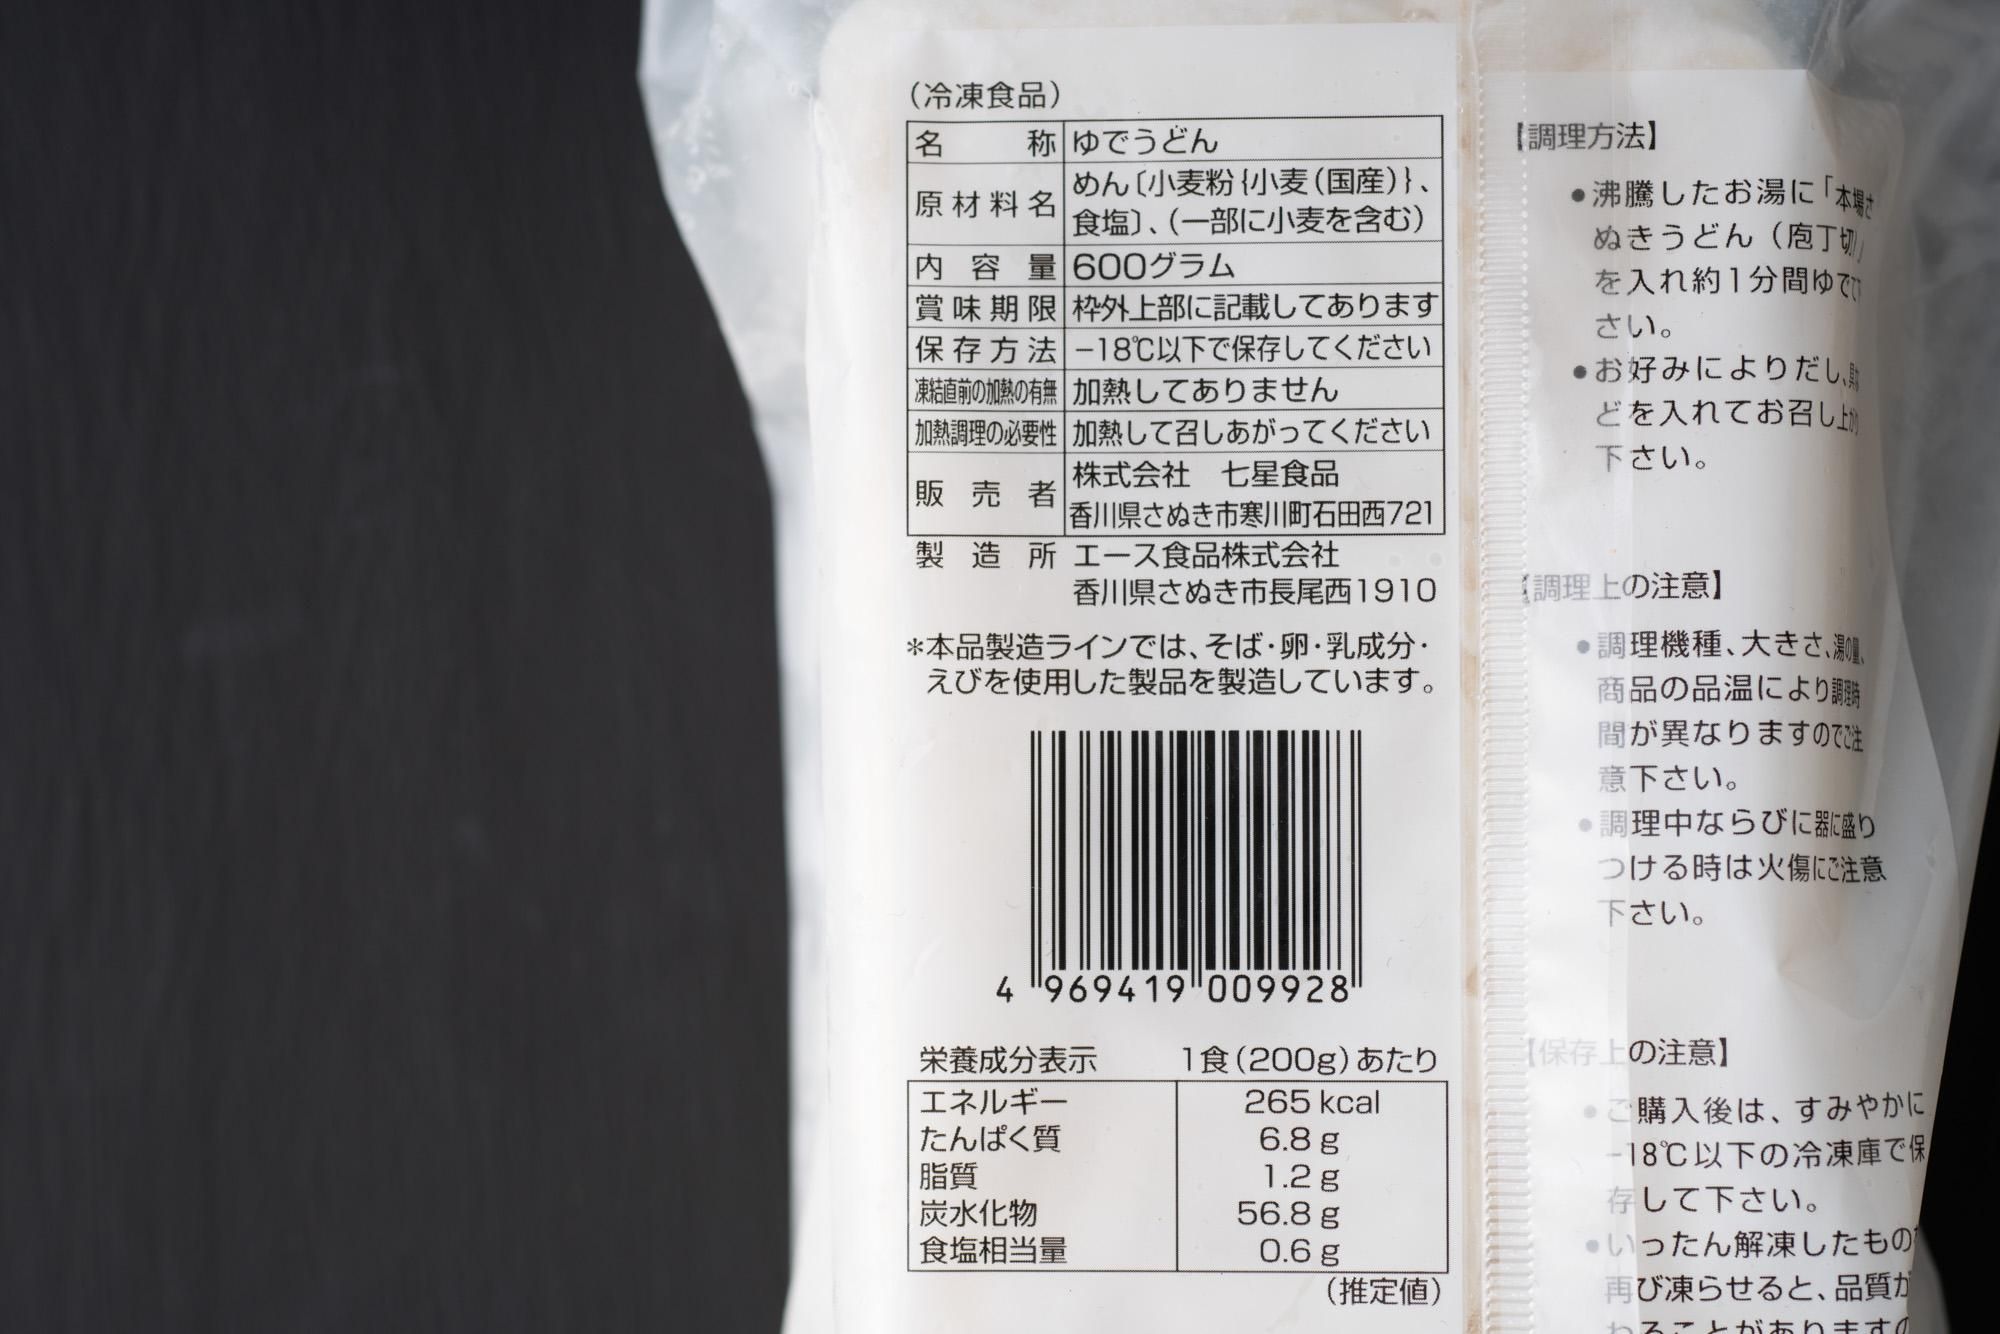 （冷凍食品）
名称 ゆでうどん
原材料名 めん〔小麦粉{小麦（国産）}、
食塩〕、（一部に小麦を含む）
内容量 600グラム
賞味期限 枠外上部に記載してあります
保存方法 −18℃以下で保存してください
凍結直前の加熱の有無 加熱してありません
加熱調理の必要性 加熱して召しあがってください
販売者 株式会社 七星食品
香川県さぬき市寒川町石田西721
製造所 エース食品株式会社
香川県さぬき市長尾西1910
＊本品製造ラインでは、そば・卵・乳成分・
えびを使用した製品を製造しています。
4 969419 009928
栄養成分表示 1食（200g）あたり
エネルギー 265 kcal
たんぱく質 6.8 g
脂質 1.2 g
炭水化物 56.8 g
食塩相当量 0.6 g
（推定値）
【調理方法】
●沸騰したお湯に「本場さ
ぬきうどん（庖丁切）」
を入れ約1分間ゆでて下
さい。
●お好みによりだし、具な
どを入れてお召し上がり
下さい。
【調理上の注意】
●調理機種、大きさ、湯の量、
商品の品温により調理時
間が異なりますのでご注
意下さい。
●調理中ならびに器に盛り
つける時は火傷にご注意
下さい。
【保存上の注意】
●ご購入後は、すみやかに
−18℃以下の冷凍庫で保
存して下さい。
●いったん解凍したもの
再び凍らせると、品質が
わることがありますの